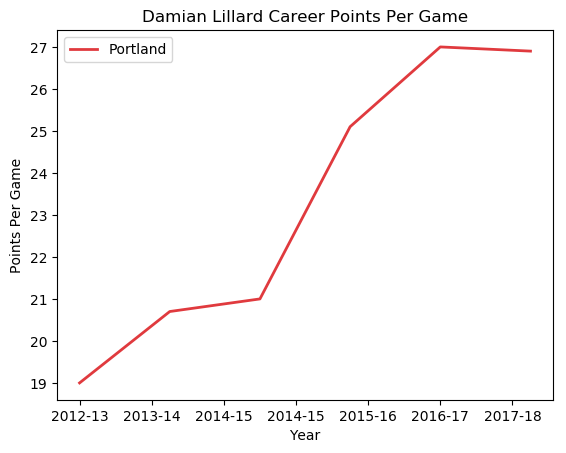 Damian Lillard Career Points Per Game
Portland
27
26
25
24
23
22
21
20
19
Points Per Game
2012-13 2013-14 2014-15 2014-15 2015-16 2016-17 2017-18
Year